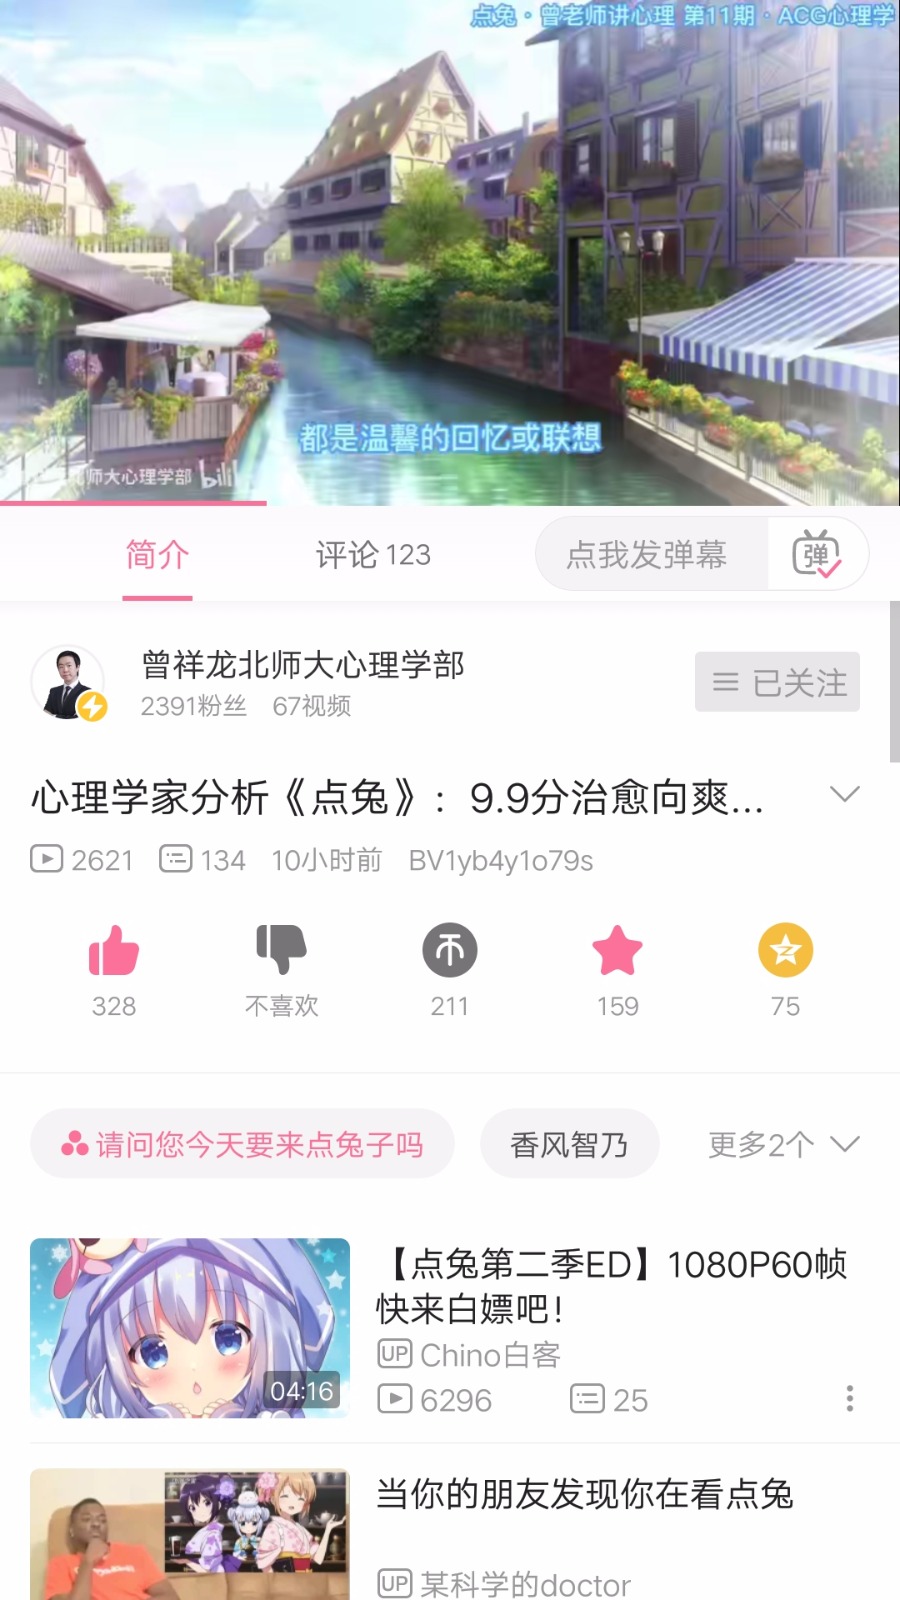 点兔·曾老师讲心理 第11期·ACG心理学
都是温馨的回忆或联想
师大心理学部 bili
简介
评论 123
点我发弹幕
弹
曾祥龙北师大心理学部
2391粉丝 67视频
已关注
心理学家分析《点兔》：9.9分治愈向爽...
2621 134 10小时前 BV1yb4y1o79s
328 不喜欢 211 159 75
请问您今天要来点兔子吗 香风智乃 更多2个
【点兔第二季ED】1080P60帧
快来白嫖吧！
UP Chino白客
04:16
6296 25
当你的朋友发现你在看点兔
UP 某科学的doctor